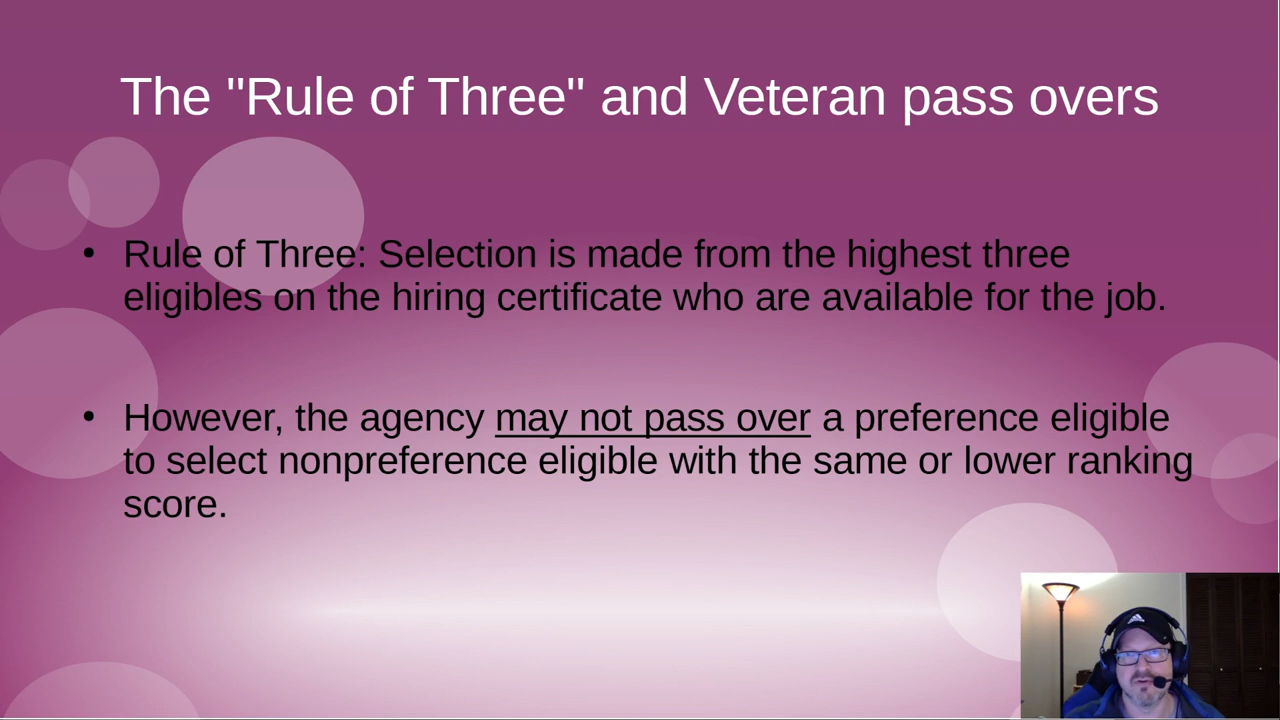 The "Rule of Three" and Veteran pass overs
• Rule of Three: Selection is made from the highest three
eligibles on the hiring certificate who are available for the job.
• However, the agency may not pass over a preference eligible
to select nonpreference eligible with the same or lower ranking
score.